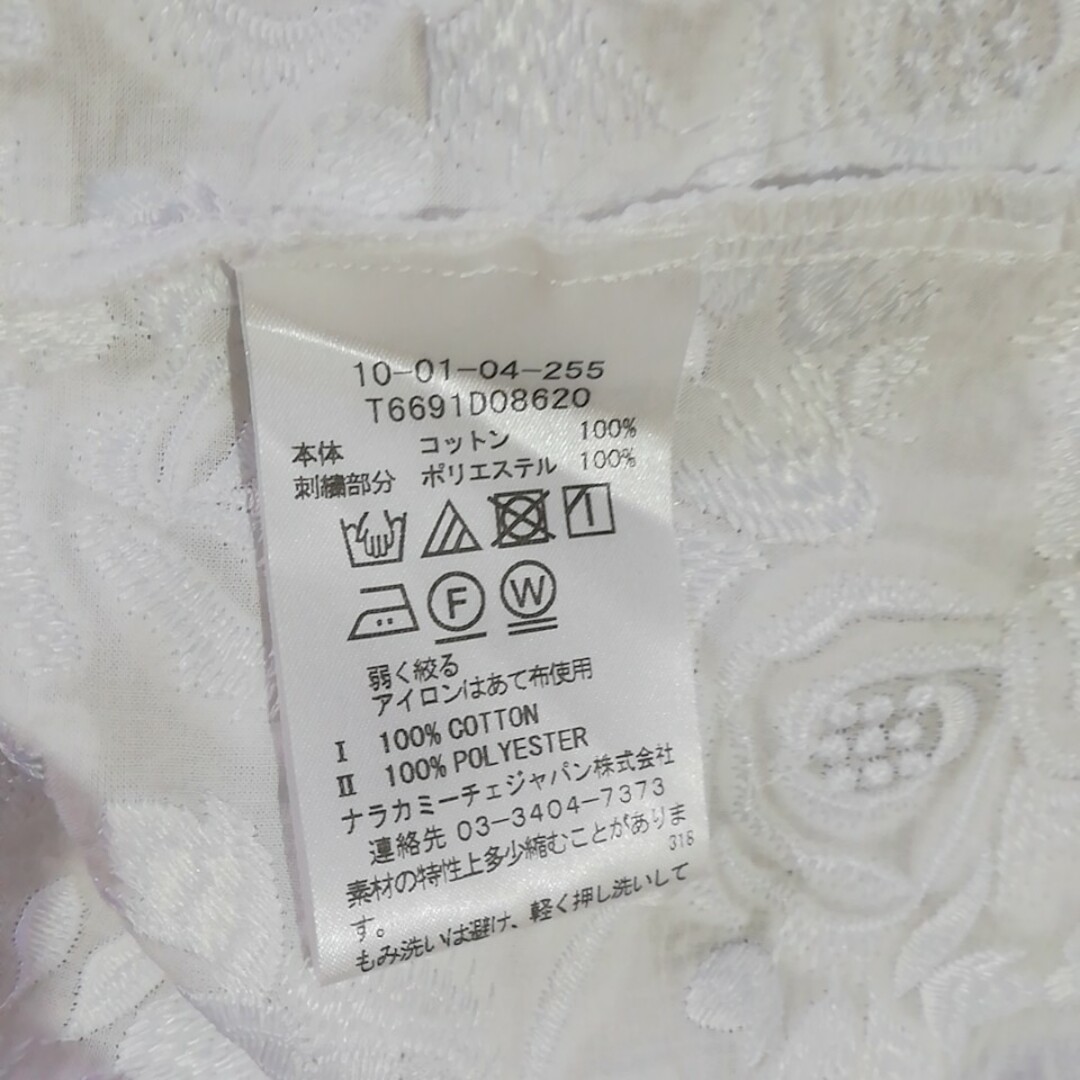 10-01-04-255
T6691D08620
本体 コットン 100%
刺繍部分 ポリエステル 100%
F W
弱く絞る
アイロンはあて布使用
Ⅰ 100% COTTON
Ⅱ 100% POLYESTER
ナラカミーチェジャパン株式会社
連絡先 03-3404-7373
素材の特性上多少縮むことがありま
318
す。
もみ洗いは避け、軽く押し洗いして